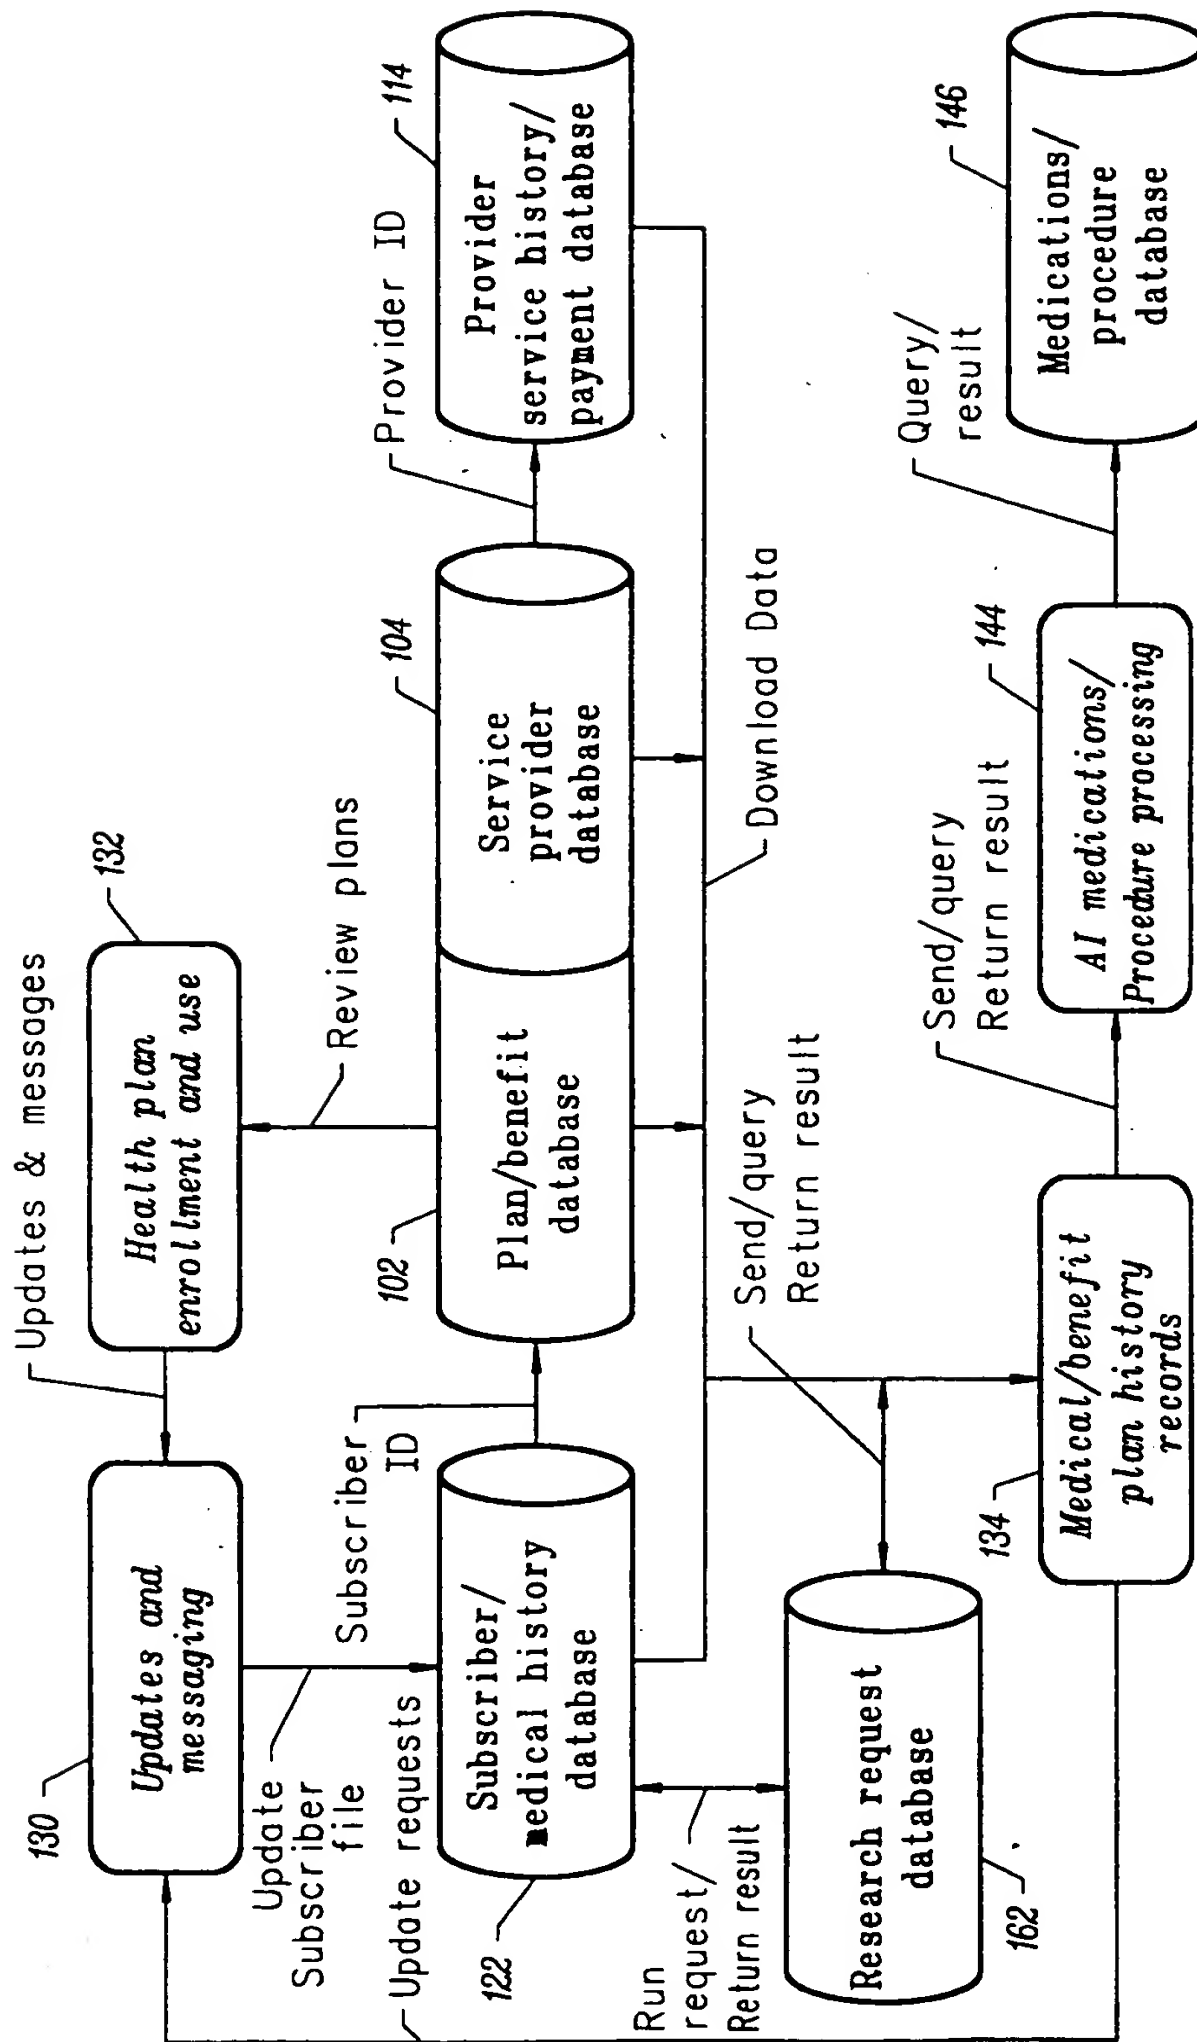 Updates & messages
130
Updates and
messaging
132
Health plan
enrollment and use
Update
Subscriber
file
Review plans
Update requests
Subscriber
ID
Provider ID
122
Subscriber/
medical history
database
102
Plan/benefit
database
104
Service
provider
database
114
Provider
service history/
payment database
Run
request/
Return result
Download Data
Send/query
Return result
162
Research request
database
134
Medical/benefit
plan history
records
Send/query
Return result
144
AI medications/
Procedure processing
Query/
result
146
Medications/
procedure
database